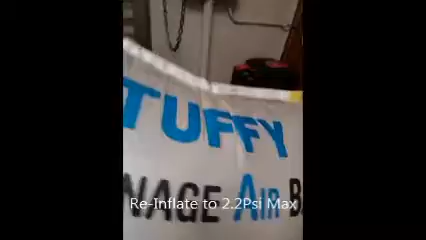 TUFFY
NAGE AIR B
Re-Inflate to 2.2Psi Max